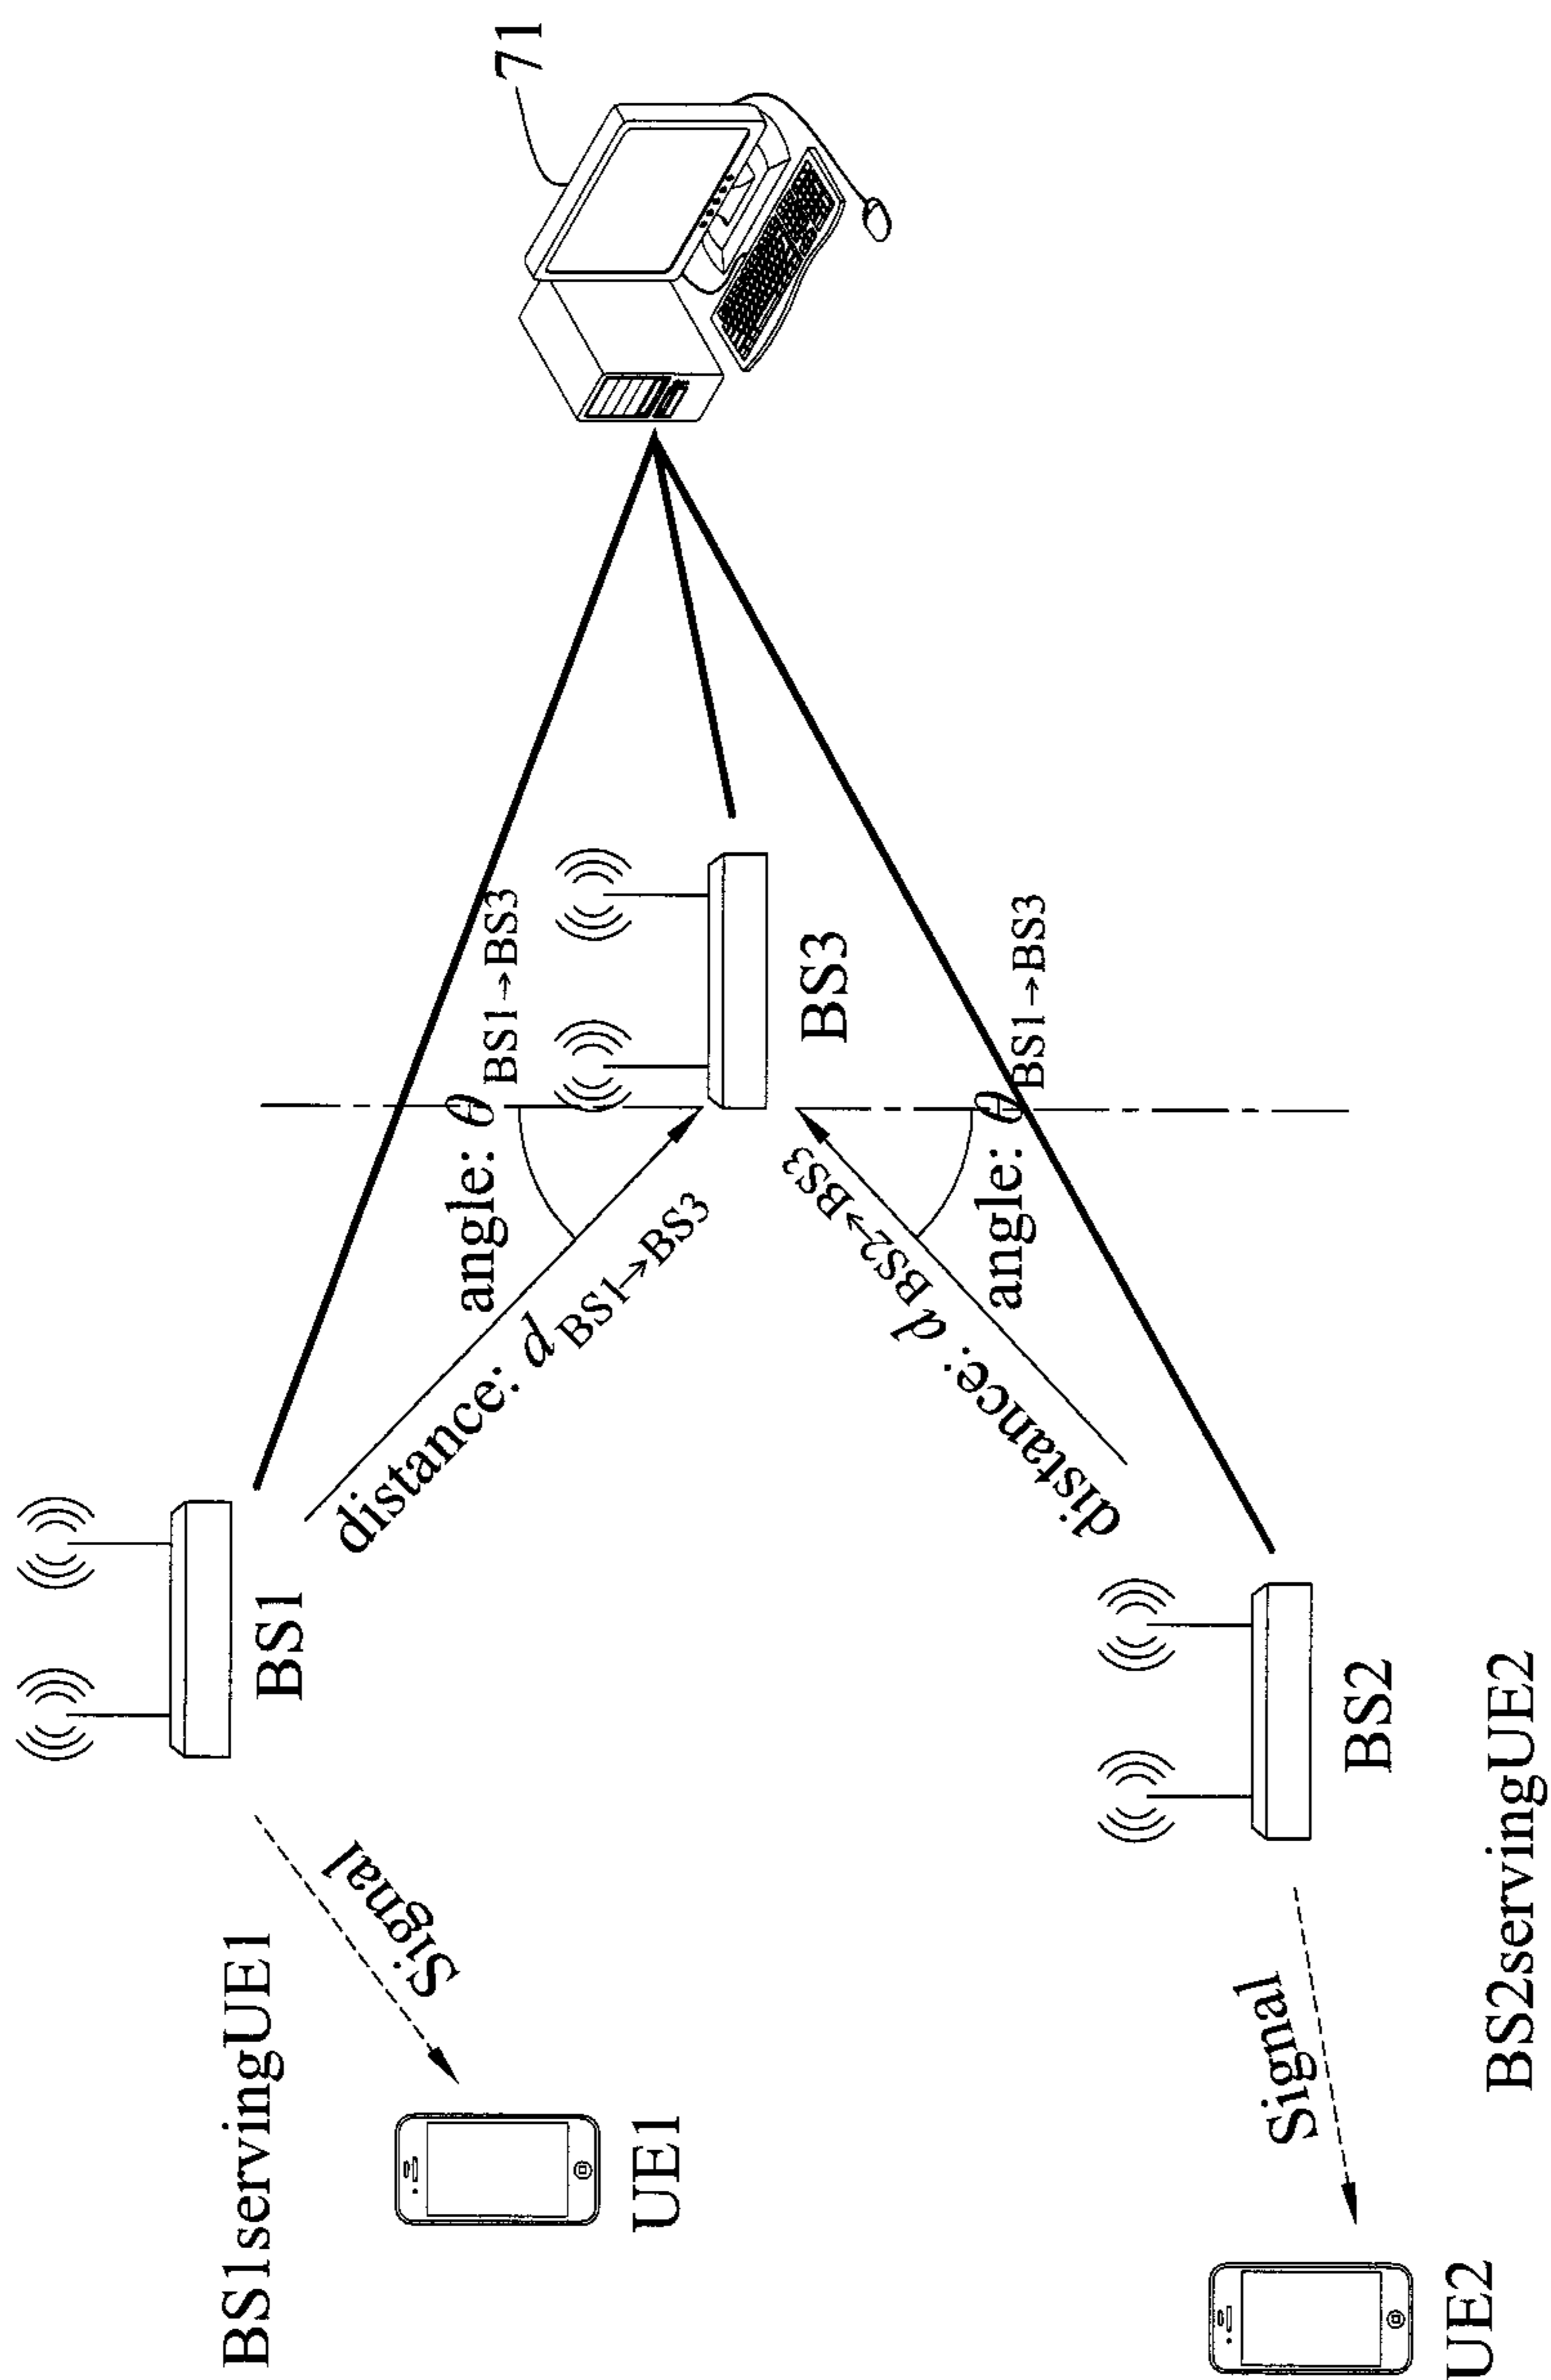 BS1servingUE1
Signal
UE1
BS1
distance: d BS1→BS3
angle: θ BS1→BS3
BS3
71
distance: d BS2→BS3
angle: θ BS1→BS3
Signal
UE2
BS2
BS2servingUE2